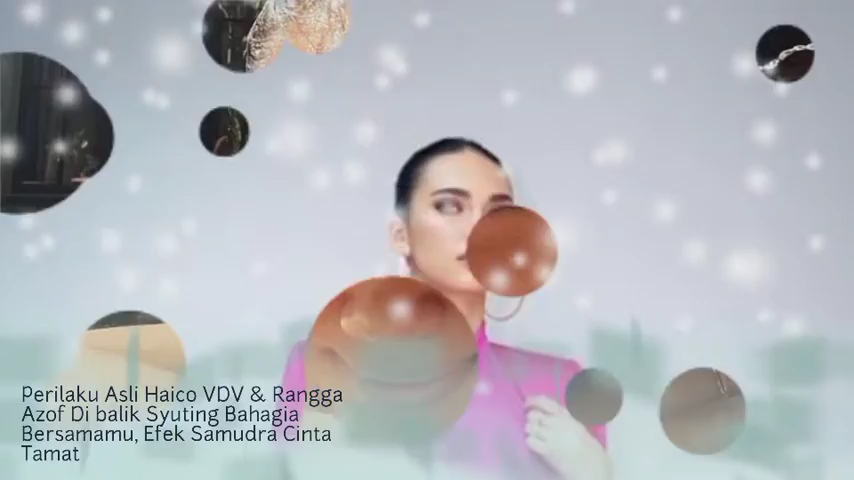 Perilaku Asli Haico VDV & Rangga
Azof Di balik Syuting Bahagia
Bersamamu, Efek Samudra Cinta
Tamat